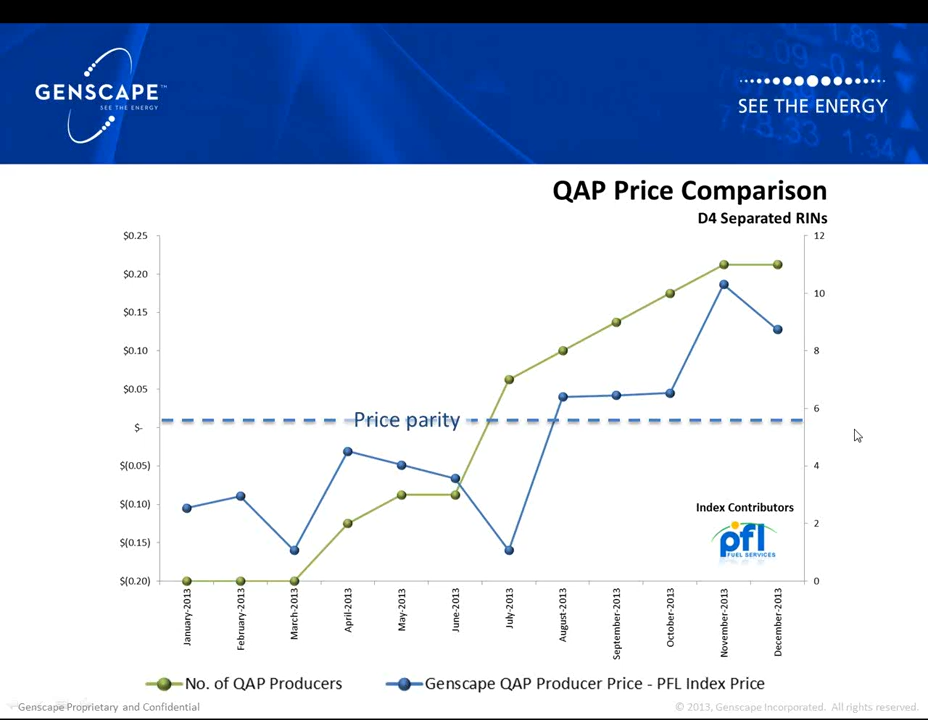 GENSCAPE™
SEE THE ENERGY
SEE THE ENERGY
QAP Price Comparison
D4 Separated RINs
$0.25
$0.20
$0.15
$0.10
$0.05
$-
$(0.05)
$(0.10)
$(0.15)
$(0.20)
12
10
8
6
4
2
0
Price parity
Index Contributors
pfl
FUEL SERVICES
January-2013
February-2013
March-2013
April-2013
May-2013
June-2013
July-2013
August-2013
September-2013
October-2013
November-2013
December-2013
No. of QAP Producers
Genscape QAP Producer Price - PFL Index Price
Genscape Proprietary and Confidential
© 2013, Genscape Incorporated. All rights reserved.